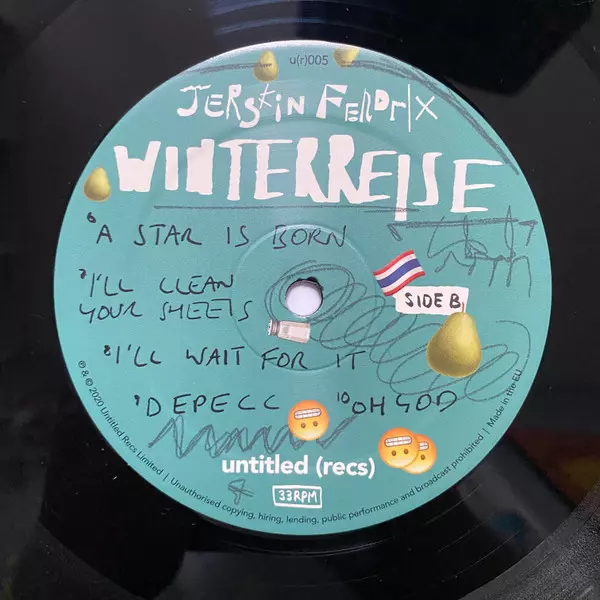 u(r)005
JERSKIN FENDRIX
WINTERREISE
6 A STAR IS BORN
7 I'LL CLEAN
YOUR SHEETS
SIDE B
8 I'LL WAIT FOR IT
9 DEPECC 10 OH GOD
untitled (recs)
33RPM
℗ & © 2020 Untitled Recs Limited | Unauthorised copying, hiring, lending, public performance and broadcast prohibited | Made in the EU